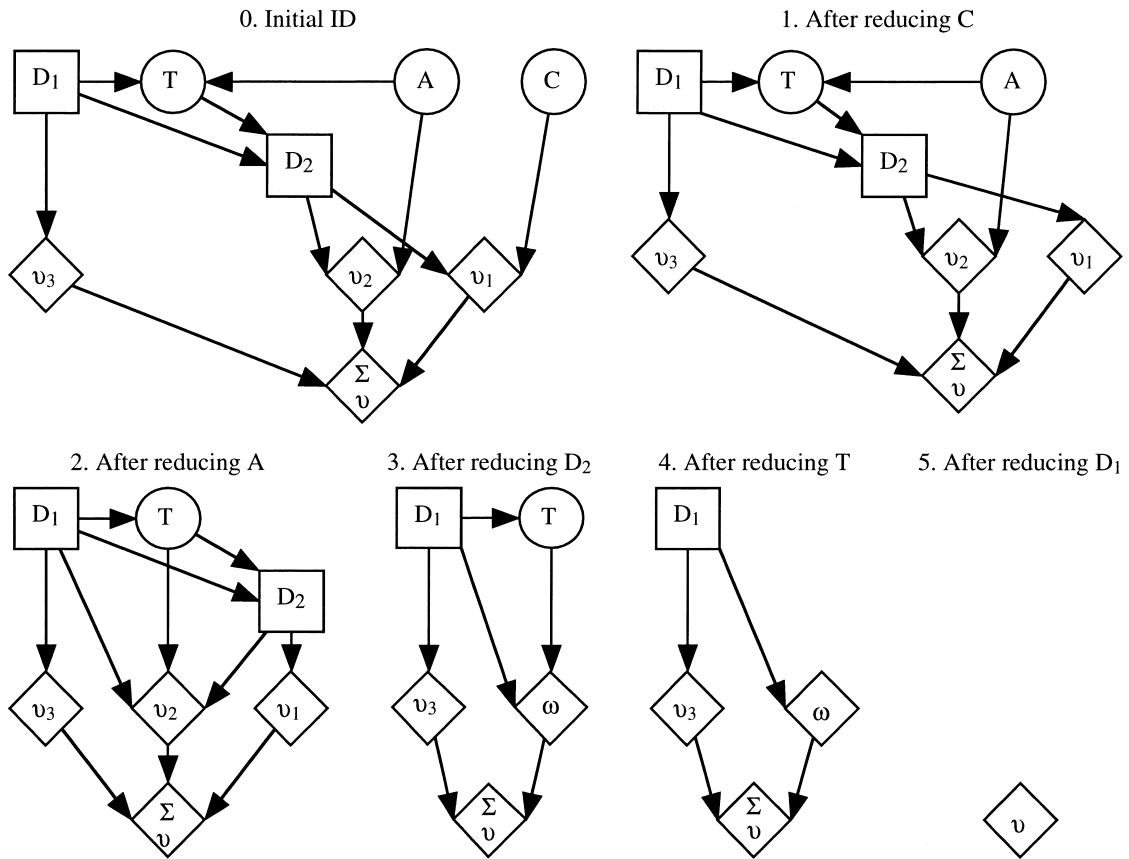 0. Initial ID
1. After reducing C
D1
T
A
C
D2
υ3
υ2
υ1
Σ
υ
D1
T
A
D2
υ3
υ2
υ1
Σ
υ
2. After reducing A
3. After reducing D2
4. After reducing T
5. After reducing D1
D1
T
D2
υ3
υ2
υ1
Σ
υ
D1
T
υ3
ω
Σ
υ
D1
υ3
ω
Σ
υ
υ